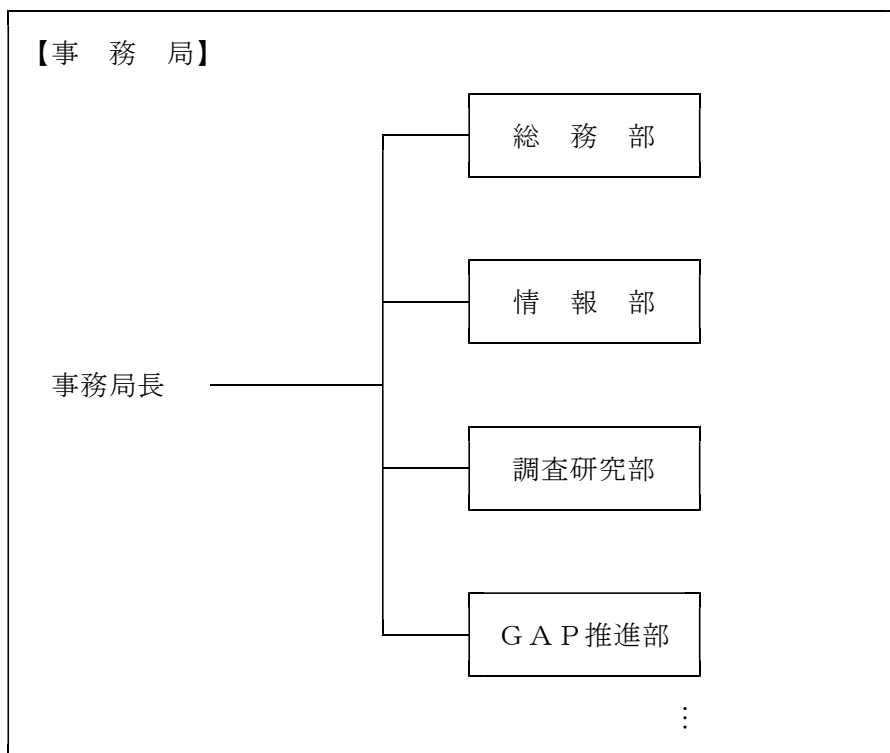 【事　務　局】
総　務　部
情　報　部
事務局長
調査研究部
ＧＡＰ推進部
⋮